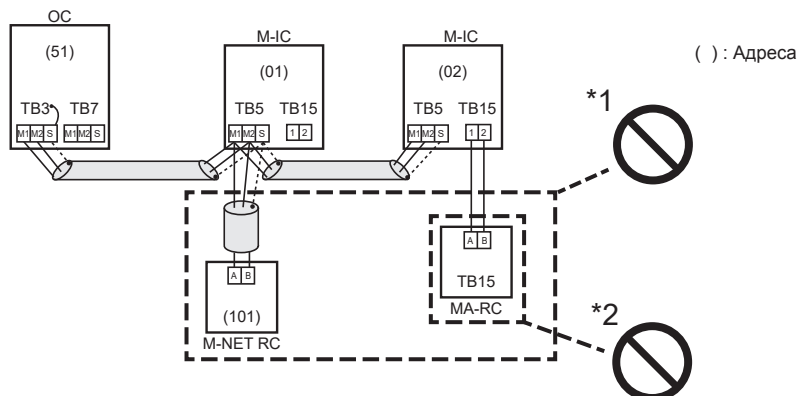 OC
(51)
TB3 TB7
M1 M2 S M1 M2 S
M-IC
(01)
TB5 TB15
M1 M2 S 1 2
M-IC
(02)
TB5 TB15
M1 M2 S 1 2
( ) : Адреса
*1
A B
(101)
M-NET RC
A B
TB15
MA-RC
*2